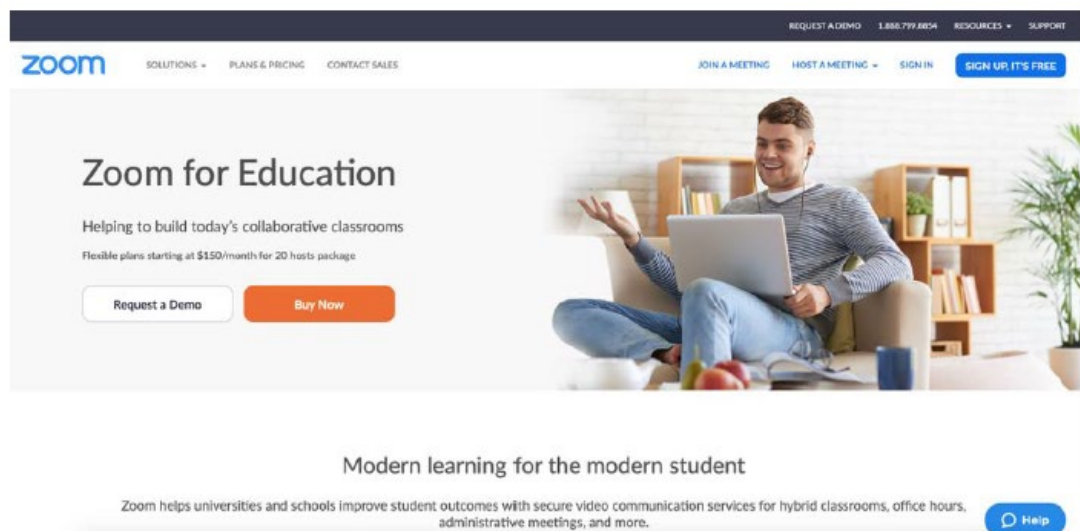 REQUEST A DEMO 1.888.799.8854 RESOURCES SUPPORT
zoom SOLUTIONS PLANS & PRICING CONTACT SALES JOIN A MEETING HOST A MEETING SIGN IN SIGN UP, IT'S FREE
Zoom for Education
Helping to build today's collaborative classrooms
Flexible plans starting at $150/month for 20 hosts package
Request a Demo Buy Now
Modern learning for the modern student
Zoom helps universities and schools improve student outcomes with secure video communication services for hybrid classrooms, office hours,
administrative meetings, and more.
Help